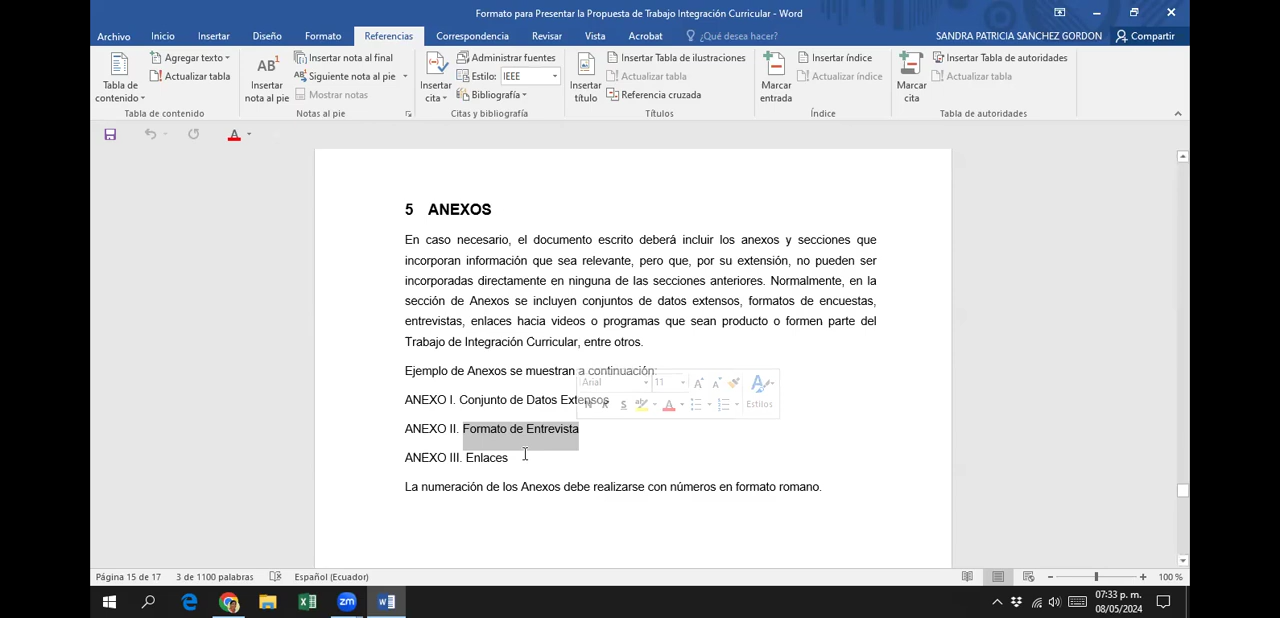 Formato para Presentar la Propuesta de Trabajo Integración Curricular - Word
Archivo Inicio Insertar Diseño Formato Referencias Correspondencia Revisar Vista Acrobat ¿Qué desea hacer? SANDRA PATRICIA SANCHEZ GORDON Compartir
Tabla de contenido
Agregar texto
Actualizar tabla
Tabla de contenido
Insertar nota al pie
AB¹
Insertar nota al final
Siguiente nota al pie
Mostrar notas
Notas al pie
Insertar cita
Administrar fuentes
Estilo: IEEE
Bibliografía
Citas y bibliografía
Insertar título
Insertar Tabla de ilustraciones
Actualizar tabla
Referencia cruzada
Títulos
Marcar entrada
Insertar índice
Actualizar índice
Índice
Marcar cita
Insertar Tabla de autoridades
Actualizar tabla
Tabla de autoridades
5 ANEXOS
En caso necesario, el documento escrito deberá incluir los anexos y secciones que
incorporan información que sea relevante, pero que, por su extensión, no pueden ser
incorporadas directamente en ninguna de las secciones anteriores. Normalmente, en la
sección de Anexos se incluyen conjuntos de datos extensos, formatos de encuestas,
entrevistas, enlaces hacia videos o programas que sean producto o formen parte del
Trabajo de Integración Curricular, entre otros.
Ejemplo de Anexos se muestran a continuación:
Arial 11
ANEXO I. Conjunto de Datos Extensos
N K S Estilos
ANEXO II. Formato de Entrevista
ANEXO III. Enlaces
La numeración de los Anexos debe realizarse con números en formato romano.
Página 15 de 17 3 de 1100 palabras Español (Ecuador) 100 %
07:33 p. m.
08/05/2024